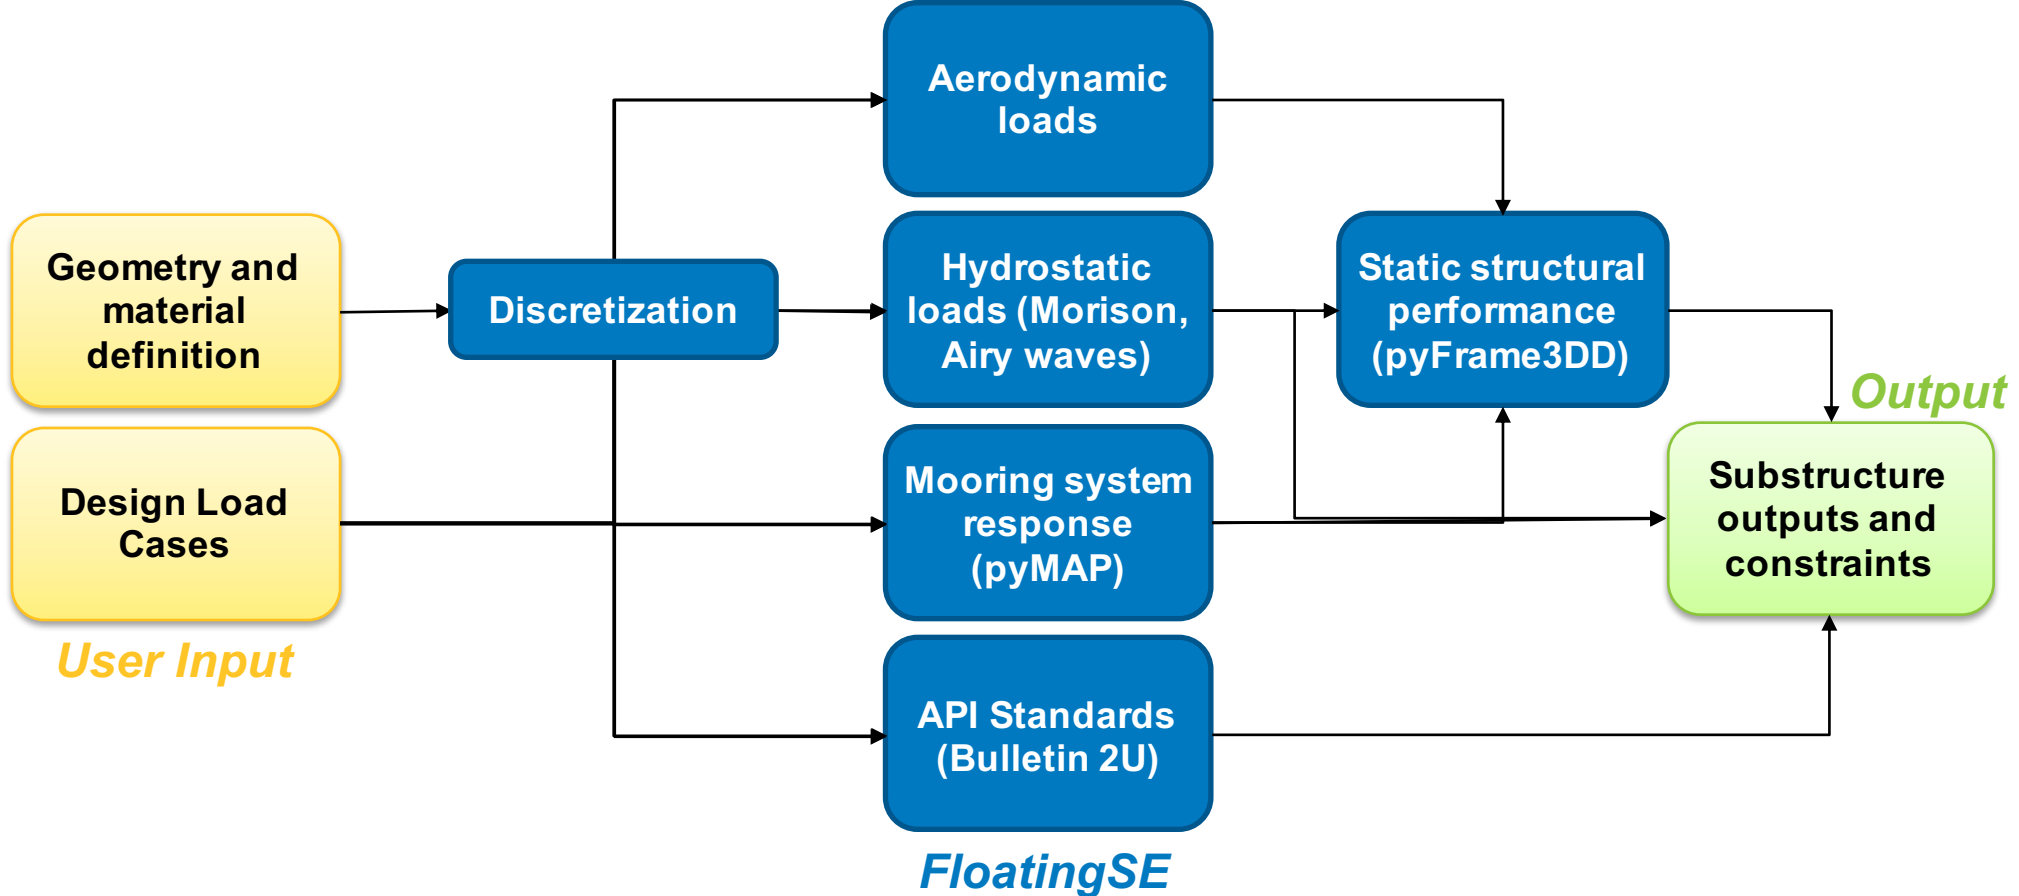 Aerodynamic
loads
Geometry and
material
definition
Discretization
Hydrostatic
loads (Morison,
Airy waves)
Static structural
performance
(pyFrame3DD)
Output
Design Load
Cases
User Input
Mooring system
response
(pyMAP)
Substructure
outputs and
constraints
API Standards
(Bulletin 2U)
FloatingSE